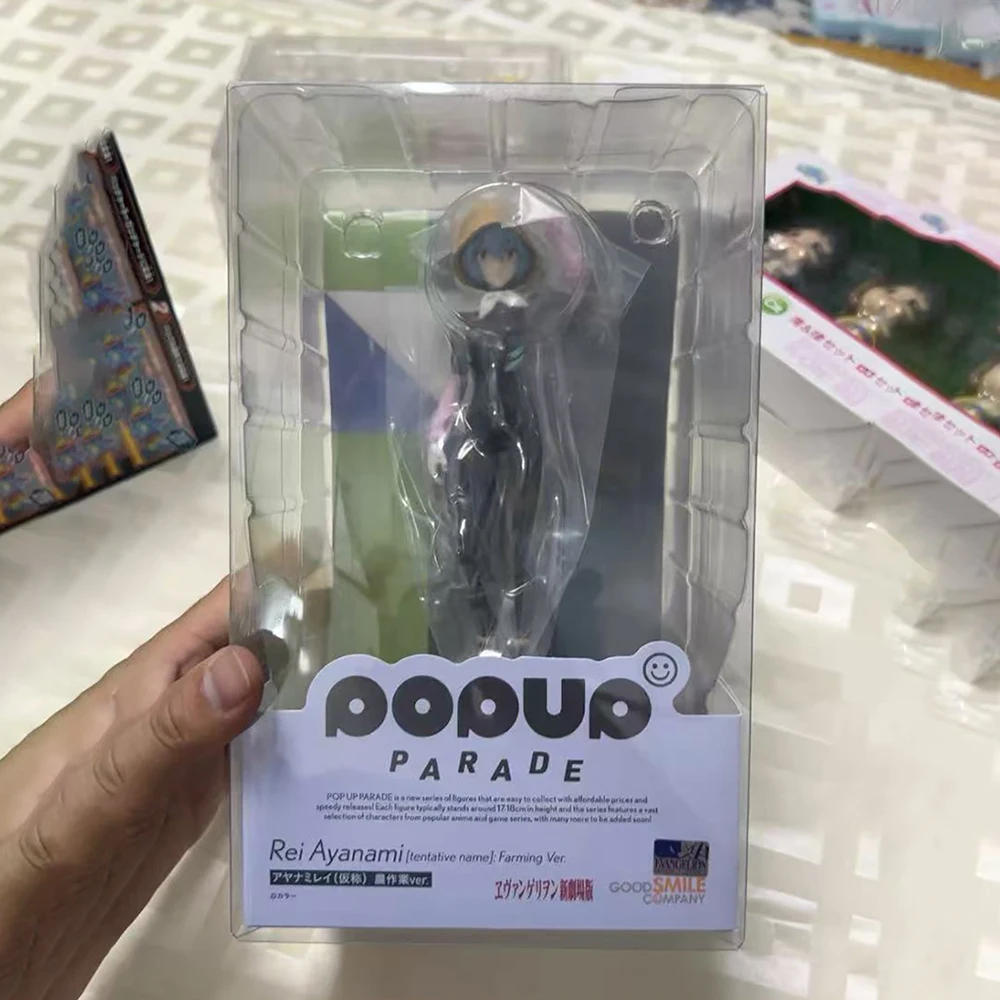 POPUP
PARADE
POP UP PARADE is a new series of figures that are easy to collect with affordable prices and
speedy releases! Each figure typically stands around 17-18cm in height and the series features a vast
selection of characters from popular anime and game series, with many more to be added soon!
Rei Ayanami [tentative name]: Farming Ver.
アヤナミレイ(仮称) 農作業ver.
ヱヴァンゲリヲン新劇場版
EVANGELION
GOOD SMILE
COMPANY